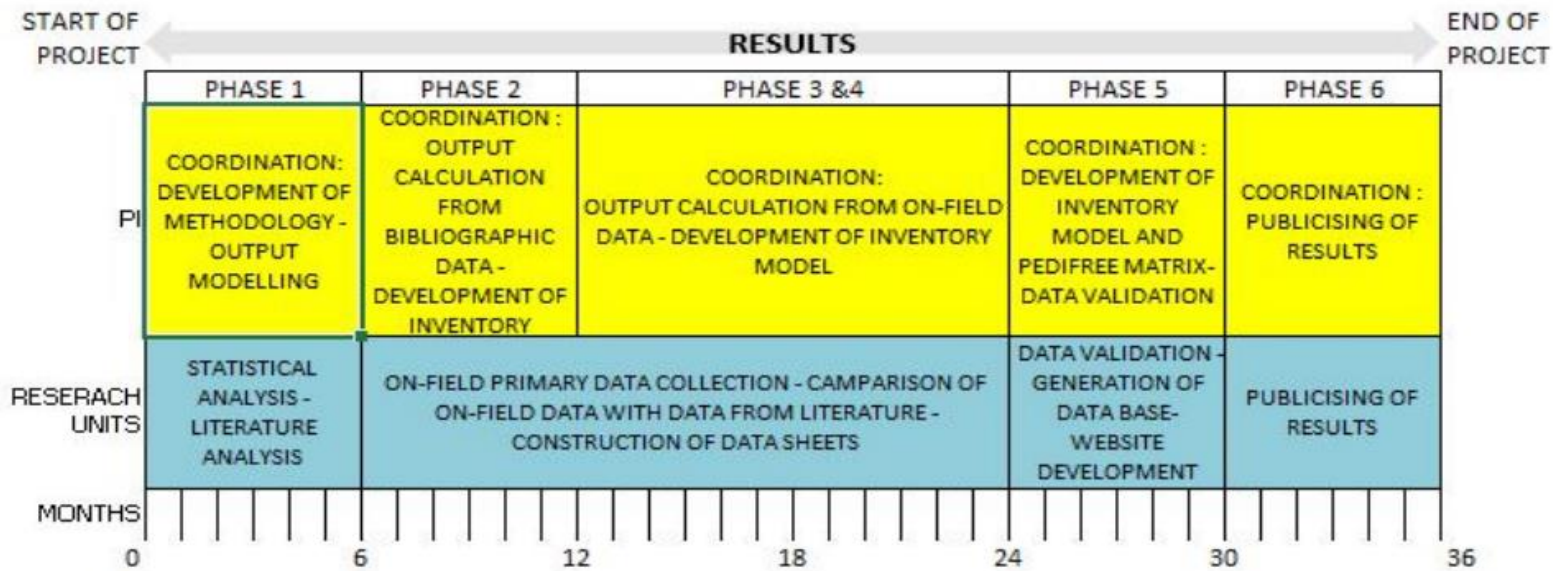 START OF
PROJECT
RESULTS
END OF
PROJECT
PHASE 1
PHASE 2
PHASE 3 &4
PHASE 5
PHASE 6
PI
COORDINATION:
DEVELOPMENT OF
METHODOLOGY -
OUTPUT
MODELLING
COORDINATION :
OUTPUT
CALCULATION
FROM
BIBLIOGRAPHIC
DATA -
DEVELOPMENT OF
INVENTORY
COORDINATION:
OUTPUT CALCULATION FROM ON-FIELD
DATA - DEVELOPMENT OF INVENTORY
MODEL
COORDINATION :
DEVELOPMENT OF
INVENTORY
MODEL AND
PEDIFREE MATRIX-
DATA VALIDATION
COORDINATION :
PUBLICISING OF
RESULTS
RESERACH
UNITS
STATISTICAL
ANALYSIS -
LITERATURE
ANALYSIS
ON-FIELD PRIMARY DATA COLLECTION - CAMPARISON OF
ON-FIELD DATA WITH DATA FROM LITERATURE -
CONSTRUCTION OF DATA SHEETS
DATA VALIDATION -
GENERATION OF
DATA BASE-
WEBSITE
DEVELOPMENT
PUBLICISING OF
RESULTS
MONTHS
0 6 12 18 24 30 36